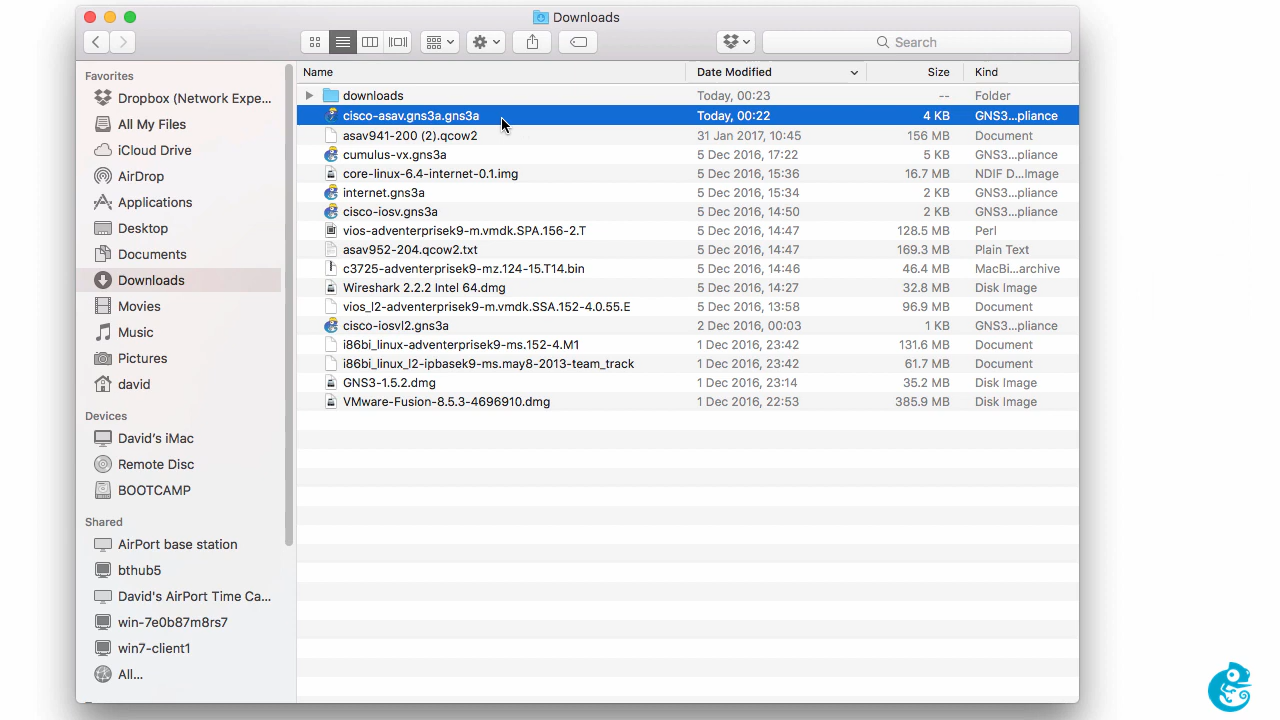 Downloads
Search
Favorites
Dropbox (Network Expe...
All My Files
iCloud Drive
AirDrop
Applications
Desktop
Documents
Downloads
Movies
Music
Pictures
david
Devices
David's iMac
Remote Disc
BOOTCAMP
Shared
AirPort base station
bthub5
David's AirPort Time Ca...
win-7e0b87m8rs7
win7-client1
All...
Name Date Modified Size Kind
downloads Today, 00:23 -- Folder
cisco-asav.gns3a.gns3a Today, 00:22 4 KB GNS3...pliance
asav941-200 (2).qcow2 31 Jan 2017, 10:45 156 MB Document
cumulus-vx.gns3a 5 Dec 2016, 17:22 5 KB GNS3...pliance
core-linux-6.4-internet-0.1.img 5 Dec 2016, 15:36 16.7 MB NDIF D...Image
internet.gns3a 5 Dec 2016, 15:34 2 KB GNS3...pliance
cisco-iosv.gns3a 5 Dec 2016, 14:50 2 KB GNS3...pliance
vios-adventerprisek9-m.vmdk.SPA.156-2.T 5 Dec 2016, 14:47 128.5 MB Perl
asav952-204.qcow2.txt 5 Dec 2016, 14:47 169.3 MB Plain Text
c3725-adventerprisek9-mz.124-15.T14.bin 5 Dec 2016, 14:46 46.4 MB MacBi...archive
Wireshark 2.2.2 Intel 64.dmg 5 Dec 2016, 14:27 32.8 MB Disk Image
vios_l2-adventerprisek9-m.vmdk.SSA.152-4.0.55.E 5 Dec 2016, 13:58 96.9 MB Document
cisco-iosvl2.gns3a 2 Dec 2016, 00:03 1 KB GNS3...pliance
i86bi_linux-adventerprisek9-ms.152-4.M1 1 Dec 2016, 23:42 131.6 MB Document
i86bi_linux_l2-ipbasek9-ms.may8-2013-team_track 1 Dec 2016, 23:42 61.7 MB Document
GNS3-1.5.2.dmg 1 Dec 2016, 23:14 35.2 MB Disk Image
VMware-Fusion-8.5.3-4696910.dmg 1 Dec 2016, 22:53 385.9 MB Disk Image